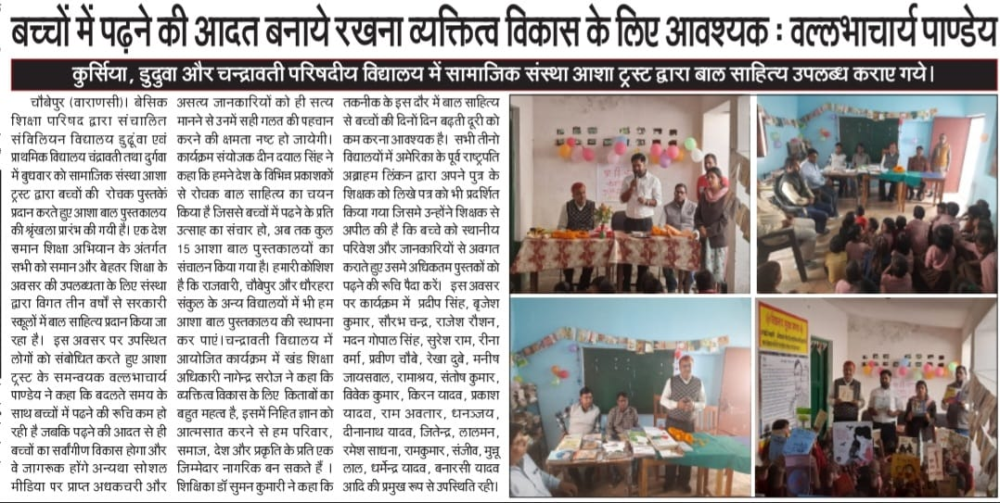 बच्चों में पढ़ने की आदत बनाये रखना व्यक्तित्व विकास के लिए आवश्यक : वल्लभाचार्य पाण्डेय
कुर्सिया, डुदुवा और चन्द्रावती परिषदीय विद्यालय में सामाजिक संस्था आशा ट्रस्ट द्वारा बाल साहित्य उपलब्ध कराए गये।
चौबेपुर (वाराणसी)। बेसिक
शिक्षा परिषद द्वारा संचालित
संविलियन विद्यालय डुढूंवा एवं
प्राथमिक विद्यालय चंद्रावती तथा दुर्गवा
में बुधवार को सामाजिक संस्था आशा
ट्रस्ट द्वारा बच्चों की रोचक पुस्तकें
प्रदान करते हुए आशा बाल पुस्तकालय
की श्रृंखला प्रारंभ की गयी है। एक देश
समान शिक्षा अभियान के अंतर्गत
सभी को समान और बेहतर शिक्षा के
अवसर की उपलब्धता के लिए संस्था
द्वारा विगत तीन वर्षों से सरकारी
स्कूलों में बाल साहित्य प्रदान किया जा
रहा है। इस अवसर पर उपस्थित
लोगों को संबोधित करते हुए आशा
ट्रस्ट के समन्वयक वल्लभाचार्य
पाण्डेय ने कहा कि बदलते समय के
साथ बच्चों में पढने की रूचि कम हो
रही है जबकि पढ़ने की आदत से ही
बच्चों का सर्वांगीण विकास होगा और
वे जागरूक होंगे अन्यथा सोशल
मीडिया पर प्राप्त अधकचरी और
असत्य जानकारियों को ही सत्य
मानने से उनमें सही गलत की पहचान
करने की क्षमता नष्ट हो जायेगी।
कार्यक्रम संयोजक दीन दयाल सिंह ने
कहा कि हमने देश के विभिन्न प्रकाशकों
से रोचक बाल साहित्य का चयन
किया है जिससे बच्चों में पढने के प्रति
उत्साह का संचार हो, अब तक कुल
15 आशा बाल पुस्तकालयों का
संचालन किया गया है। हमारी कोशिश
है कि राजवारी, चौबेपुर और धौरहरा
संकुल के अन्य विद्यालयों में भी हम
आशा बाल पुस्तकालय की स्थापना
कर पाएं।चन्द्रावती विद्यालय में
आयोजित कार्यक्रम में खंड शिक्षा
अधिकारी नागेन्द्र सरोज ने कहा कि
व्यक्तित्व विकास के लिए किताबों का
बहुत महत्व है, इसमें निहित ज्ञान को
आत्मसात करने से हम परिवार,
समाज, देश और प्रकृति के प्रति एक
जिम्मेदार नागरिक बन सकते हैं ।
शिक्षिका डॉ सुमन कुमारी ने कहा कि
तकनीक के इस दौर में बाल साहित्य
से बच्चों की दिनों दिन बढ़ती दूरी को
कम करना आवश्यक है। सभी तीनो
विद्यालयों में अमेरिका के पूर्व राष्ट्रपति
अब्राहम लिंकन द्वारा अपने पुत्र के
शिक्षक को लिखे पत्र को भी प्रदर्शित
किया गया जिसमे उन्होंने शिक्षक से
अपील की है कि बच्चे को स्थानीय
परिवेश और जानकारियों से अवगत
कराते हुए उसमे अधिकतम पुस्तकों को
पढ़ने की रूचि पैदा करें। इस अवसर
पर कार्यक्रम में प्रदीप सिंह, बृजेश
कुमार, सौरभ चन्द्र, राजेश रौशन,
मदन गोपाल सिंह, सुरेश राम, रीना
वर्मा, प्रवीण चौबे, रेखा दुबे, मनीष
जायसवाल, रामाश्रय, संतोष कुमार,
विवेक कुमार, किरन यादव, प्रकाश
यादव, राम अवतार, धनञ्जय,
दीनानाथ यादव, जितेन्द्र, लालमन,
रमेश साधना, रामकुमार, संजीव, मुन्नू
लाल, धर्मेन्द्र यादव, बनारसी यादव
आदि की प्रमुख रूप से उपस्थिति रही।